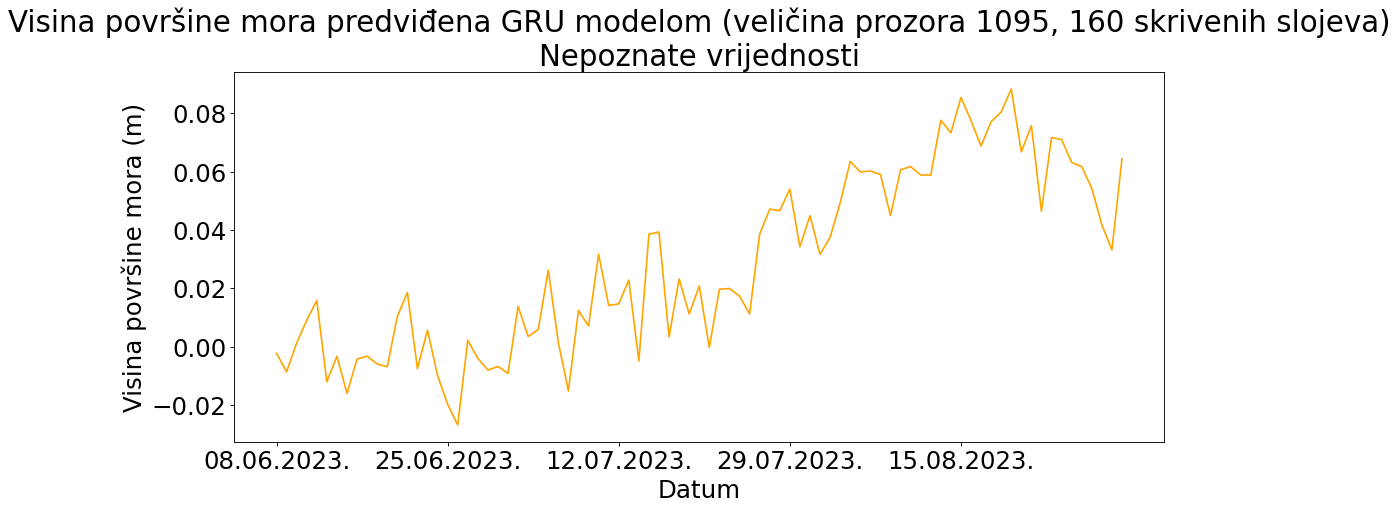 Visina površine mora predviđena GRU modelom (veličina prozora 1095, 160 skrivenih slojeva)
Nepoznate vrijednosti
Visina površine mora (m)
0.08
0.06
0.04
0.02
0.00
−0.02
08.06.2023. 25.06.2023. 12.07.2023. 29.07.2023. 15.08.2023.
Datum